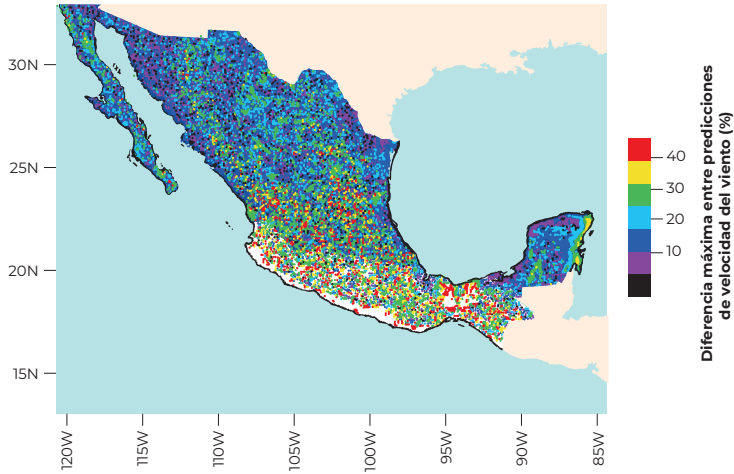 30N
25N
20N
15N
120W
115W
110W
105W
100W
95W
90W
85W
40
30
20
10
Diferencia máxima entre predicciones
de velocidad del viento (%)